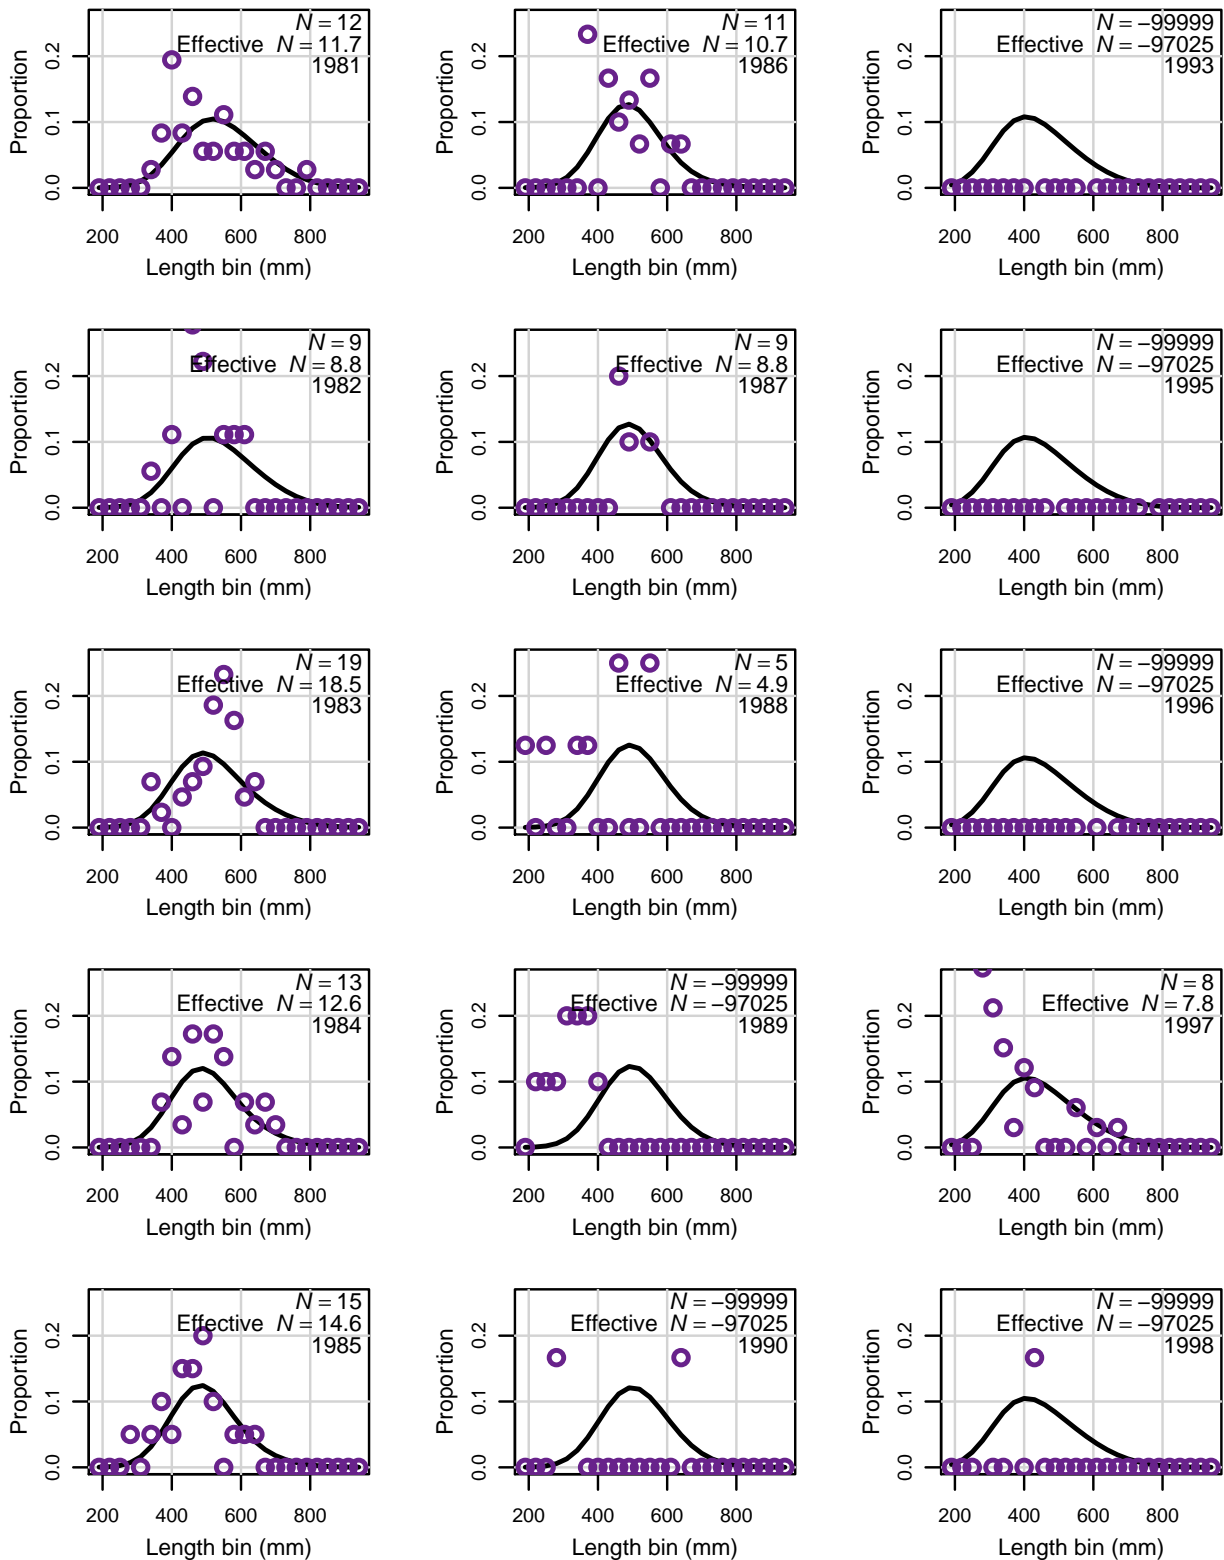 N = 12
Effective N = 11.7
1981
Proportion
0.0 0.1 0.2
200 400 600 800
Length bin (mm)
N = 11
Effective N = 10.7
1986
Proportion
0.0 0.1 0.2
200 400 600 800
Length bin (mm)
N = −99999
Effective N = −97025
1993
Proportion
0.0 0.1 0.2
200 400 600 800
Length bin (mm)
N = 9
Effective N = 8.8
1982
Proportion
0.0 0.1 0.2
200 400 600 800
Length bin (mm)
N = 9
Effective N = 8.8
1987
Proportion
0.0 0.1 0.2
200 400 600 800
Length bin (mm)
N = −99999
Effective N = −97025
1995
Proportion
0.0 0.1 0.2
200 400 600 800
Length bin (mm)
N = 19
Effective N = 18.5
1983
Proportion
0.0 0.1 0.2
200 400 600 800
Length bin (mm)
N = 5
Effective N = 4.9
1988
Proportion
0.0 0.1 0.2
200 400 600 800
Length bin (mm)
N = −99999
Effective N = −97025
1996
Proportion
0.0 0.1 0.2
200 400 600 800
Length bin (mm)
N = 13
Effective N = 12.6
1984
Proportion
0.0 0.1 0.2
200 400 600 800
Length bin (mm)
N = −99999
Effective N = −97025
1989
Proportion
0.0 0.1 0.2
200 400 600 800
Length bin (mm)
N = 8
Effective N = 7.8
1997
Proportion
0.0 0.1 0.2
200 400 600 800
Length bin (mm)
N = 15
Effective N = 14.6
1985
Proportion
0.0 0.1 0.2
200 400 600 800
Length bin (mm)
N = −99999
Effective N = −97025
1990
Proportion
0.0 0.1 0.2
200 400 600 800
Length bin (mm)
N = −99999
Effective N = −97025
1998
Proportion
0.0 0.1 0.2
200 400 600 800
Length bin (mm)